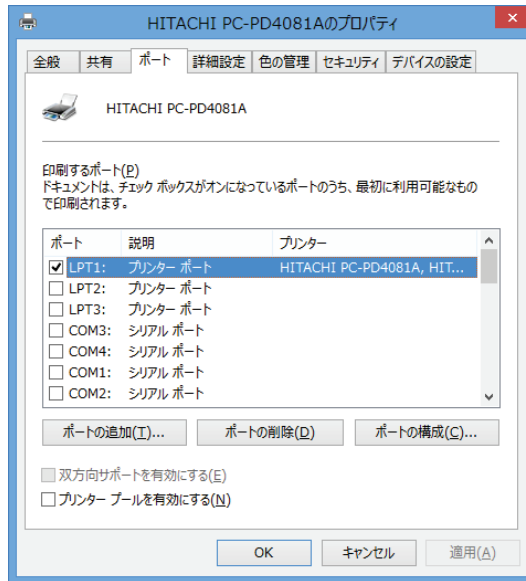 HITACHI PC-PD4081Aのプロパティ
全般 共有 ポート 詳細設定 色の管理 セキュリティ デバイスの設定
HITACHI PC-PD4081A
印刷するポート(P)
ドキュメントは、チェック ボックスがオンになっているポートのうち、最初に利用可能なもの
で印刷されます。
ポート 説明 プリンター
LPT1: プリンター ポート HITACHI PC-PD4081A, HIT...
LPT2: プリンター ポート
LPT3: プリンター ポート
COM3: シリアル ポート
COM4: シリアル ポート
COM1: シリアル ポート
COM2: シリアル ポート
ポートの追加(T)... ポートの削除(D) ポートの構成(C)...
双方向サポートを有効にする(E)
プリンター プールを有効にする(N)
OK キャンセル 適用(A)